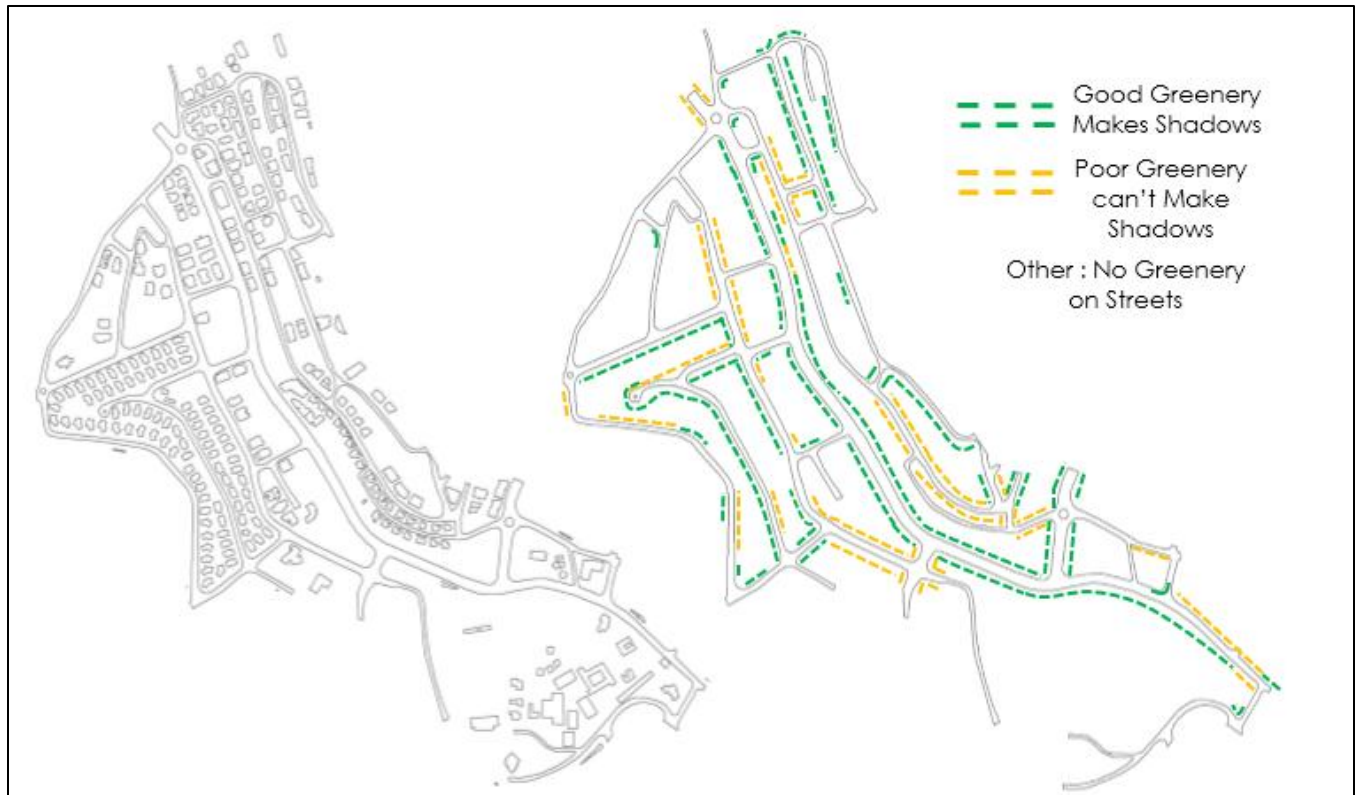 Good Greenery
Makes Shadows
Poor Greenery
can't Make
Shadows
Other : No Greenery
on Streets